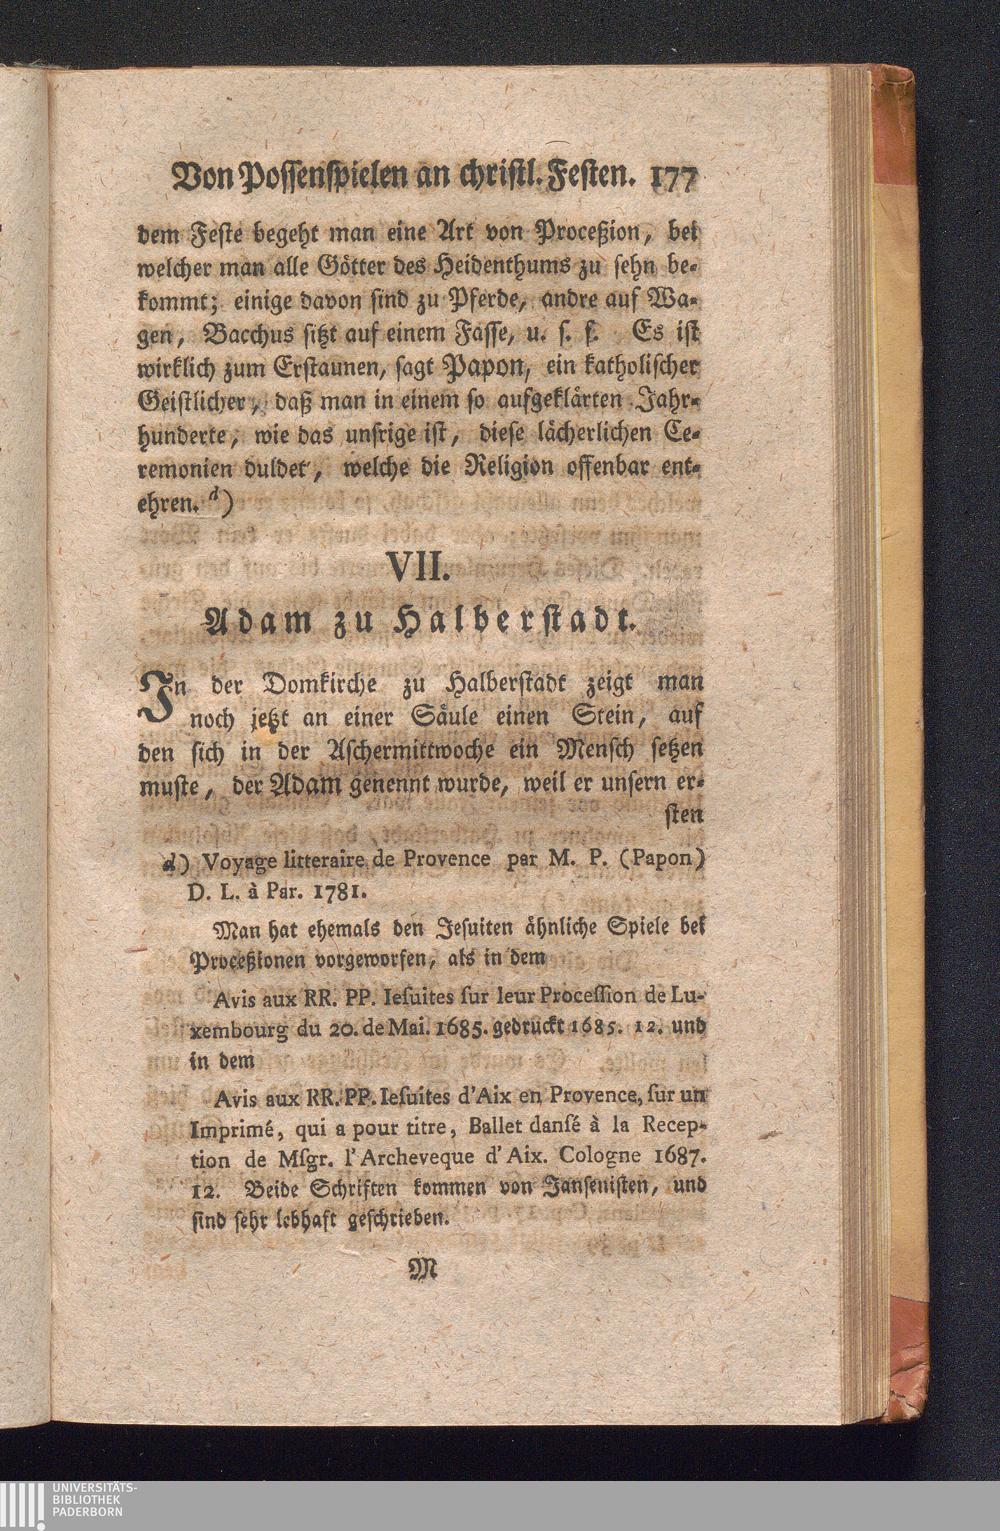 Von Possenspielen an christl. Festen. 177
dem Feste begeht man eine Art von Proceßion, bei
welcher man alle Götter des Heidenthums zu sehn be-
kommt; einige davon sind zu Pferde, andre auf Wa-
gen, Bacchus sitzt auf einem Fasse, u. s. f. Es ist
wirklich zum Erstaunen, sagt Papon, ein katholischer
Geistlicher, daß man in einem so aufgeklärten Jahr-
hunderte, wie das unsrige ist, diese lächerlichen Ce-
remonien duldet, welche die Religion offenbar ent-
ehren. d)
VII.
Adam zu Halberstadt.
In der Domkirche zu Halberstadt zeigt man
noch jetzt an einer Säule einen Stein, auf
den sich in der Aschermittwoche ein Mensch setzen
muste, der Adam genennt wurde, weil er unsern er-
sten
d) Voyage litteraire de Provence par M. P. (Papon)
D. L. à Par. 1781.
Man hat ehemals den Jesuiten ähnliche Spiele bei
Proceßionen vorgeworfen, als in dem
Avis aux RR. PP. Iesuites sur leur Procession de Lu-
xembourg du 20. de Mai. 1685. gedruckt 1685. 12. und
in dem
Avis aux RR. PP. Iesuites d'Aix en Provence, sur un
Imprimé, qui a pour titre, Ballet dansé à la Recep-
tion de Msgr. l'Archeveque d'Aix. Cologne 1687.
12. Beide Schriften kommen von Jansenisten, und
sind sehr lebhaft geschrieben.
M
UNIVERSITÄTS-
BIBLIOTHEK
PADERBORN